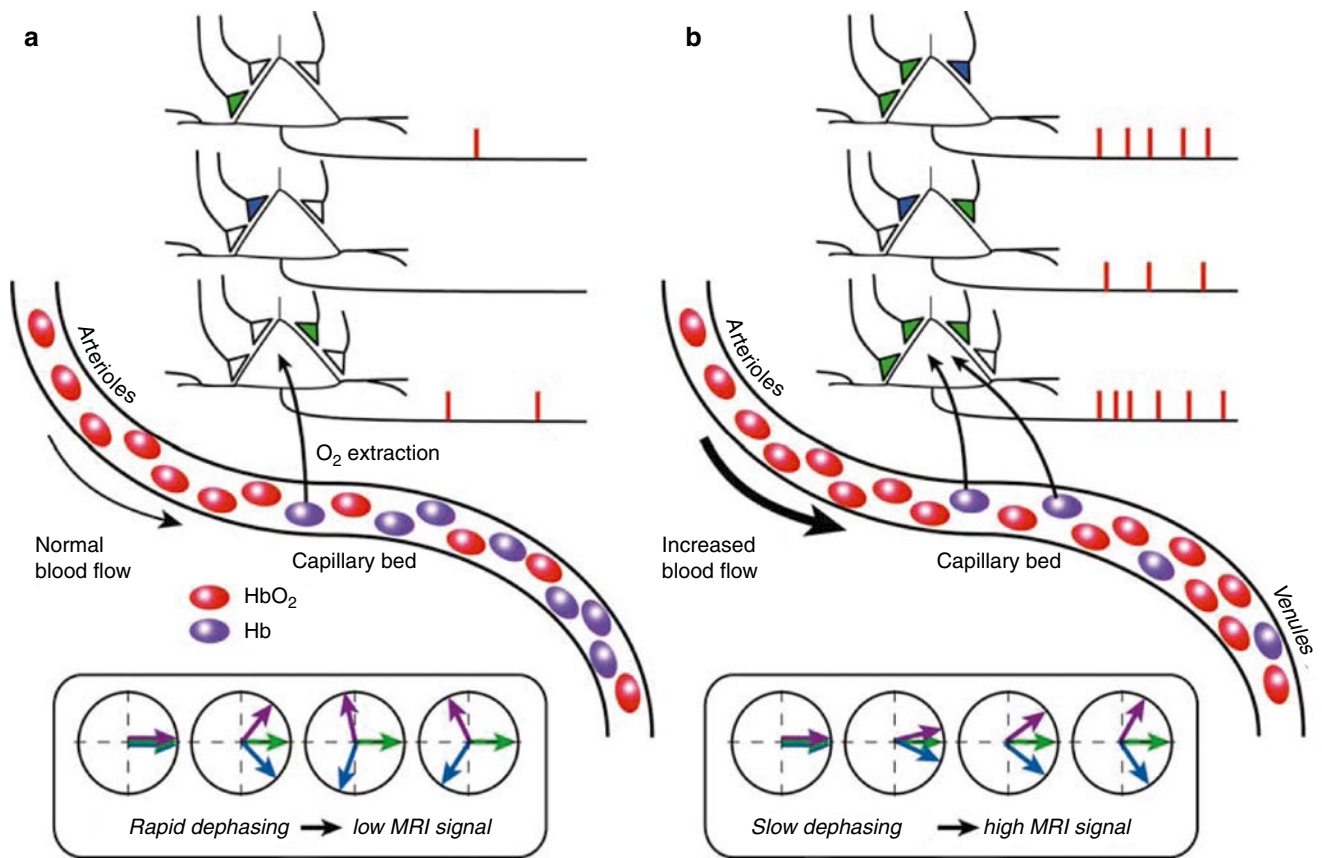 a
Arterioles
O₂ extraction
Normal
blood flow
Capillary bed
HbO₂
Hb
Rapid dephasing → low MRI signal
b
Arterioles
Increased
blood flow
Capillary bed
Venules
Slow dephasing → high MRI signal